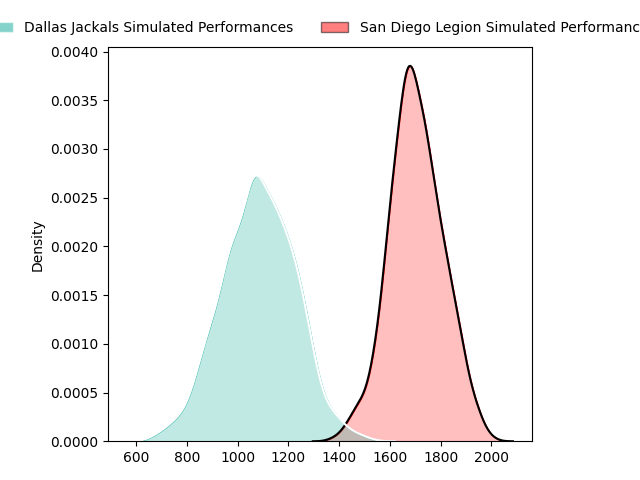 Dallas Jackals Simulated Performances
San Diego Legion Simulated Performanc
0.0040
0.0035
0.0030
0.0025
0.0020
0.0015
0.0010
0.0005
0.0000
Density
600 800 1000 1200 1400 1600 1800 2000